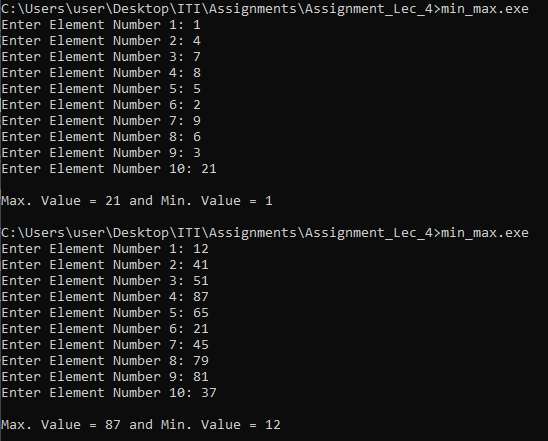 C:\Users\user\Desktop\ITI\Assignments\Assignment_Lec_4>min_max.exe
Enter Element Number 1: 1
Enter Element Number 2: 4
Enter Element Number 3: 7
Enter Element Number 4: 8
Enter Element Number 5: 5
Enter Element Number 6: 2
Enter Element Number 7: 9
Enter Element Number 8: 6
Enter Element Number 9: 3
Enter Element Number 10: 21
Max. Value = 21 and Min. Value = 1
C:\Users\user\Desktop\ITI\Assignments\Assignment_Lec_4>min_max.exe
Enter Element Number 1: 12
Enter Element Number 2: 41
Enter Element Number 3: 51
Enter Element Number 4: 87
Enter Element Number 5: 65
Enter Element Number 6: 21
Enter Element Number 7: 45
Enter Element Number 8: 79
Enter Element Number 9: 81
Enter Element Number 10: 37
Max. Value = 87 and Min. Value = 12